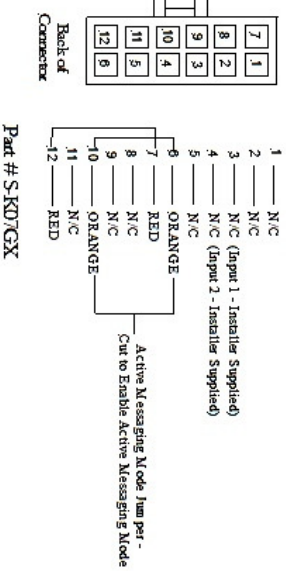 7 1
8 2
9 3
10 4
11 5
12 6
Back of
Connector
1 N/C
2 N/C
3 N/C (Input 1 - Installer Supplied)
4 N/C (Input 2 - Installer Supplied)
5 N/C
6 ORANGE
7 RED
8 N/C
9 N/C
10 ORANGE
11 N/C
12 RED
Active Messaging Mode Jumper -
Cut to Enable Active Messaging Mode
Part # S-K07GX